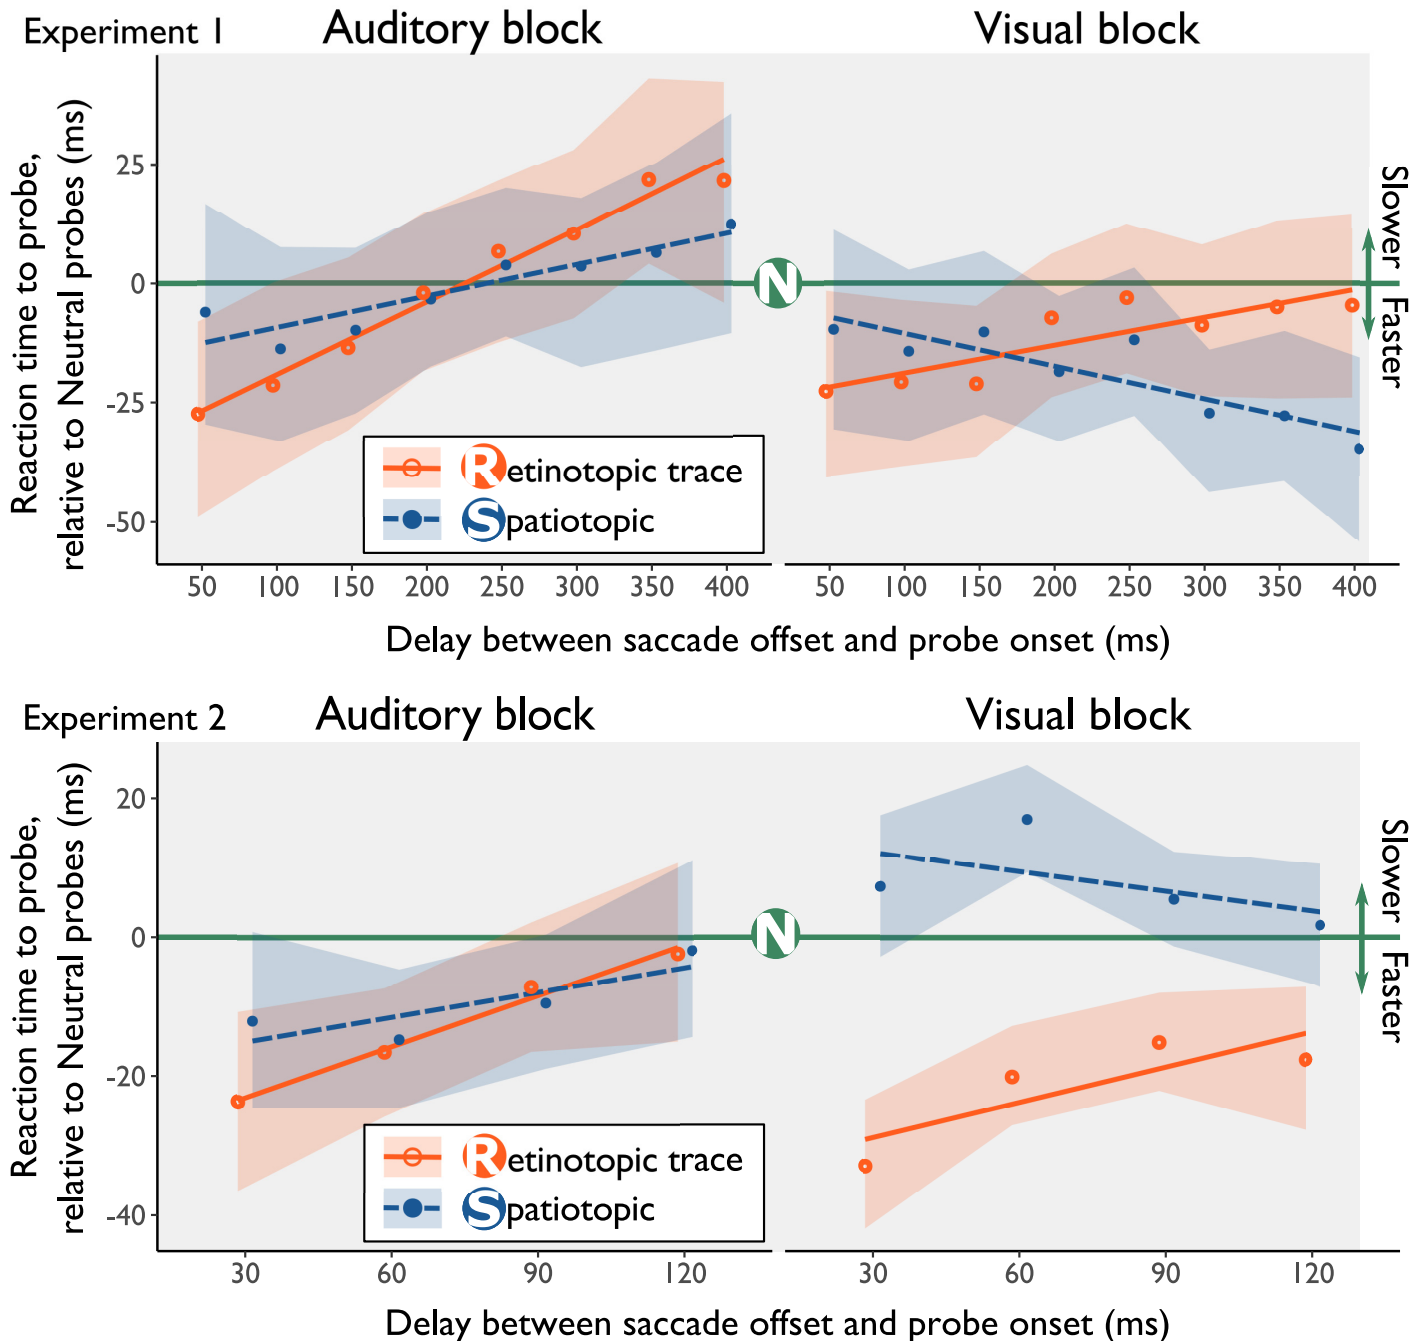 Experiment 1
Auditory block
Visual block
Reaction time to probe,
relative to Neutral probes (ms)
25
0
-25
-50
N
Slower
Faster
Retinotopic trace
Spatiotopic
50 100 150 200 250 300 350 400
50 100 150 200 250 300 350 400
Delay between saccade offset and probe onset (ms)
Experiment 2
Auditory block
Visual block
Reaction time to probe,
relative to Neutral probes (ms)
20
0
-20
-40
N
Slower
Faster
Retinotopic trace
Spatiotopic
30 60 90 120
30 60 90 120
Delay between saccade offset and probe onset (ms)